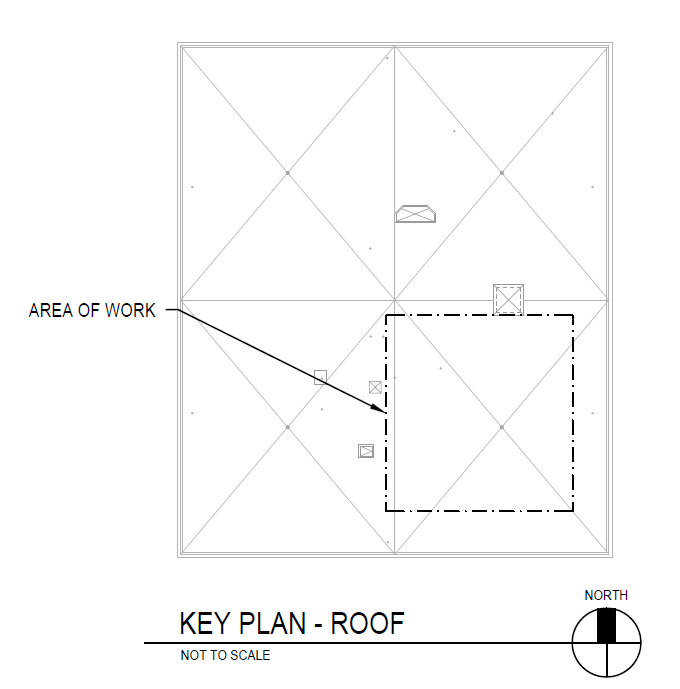 AREA OF WORK
NORTH
KEY PLAN - ROOF
NOT TO SCALE